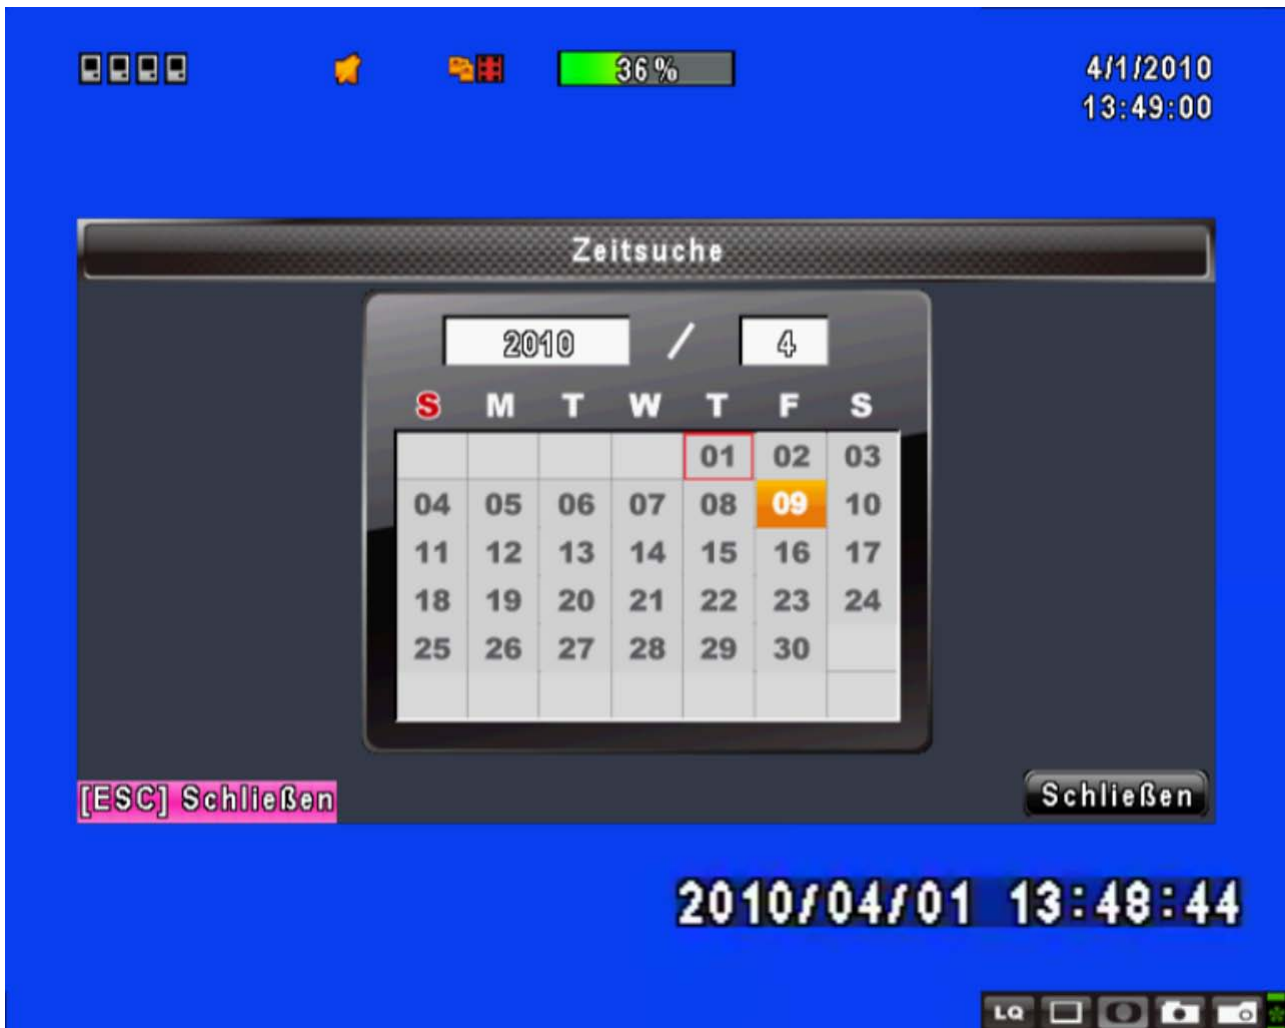 36%
4/1/2010
13:49:00
Zeitsuche
2010 / 4
S M T W T F S
01 02 03
04 05 06 07 08 09 10
11 12 13 14 15 16 17
18 19 20 21 22 23 24
25 26 27 28 29 30
[ESC] Schließen
Schließen
2010/04/01 13:48:44
LQ